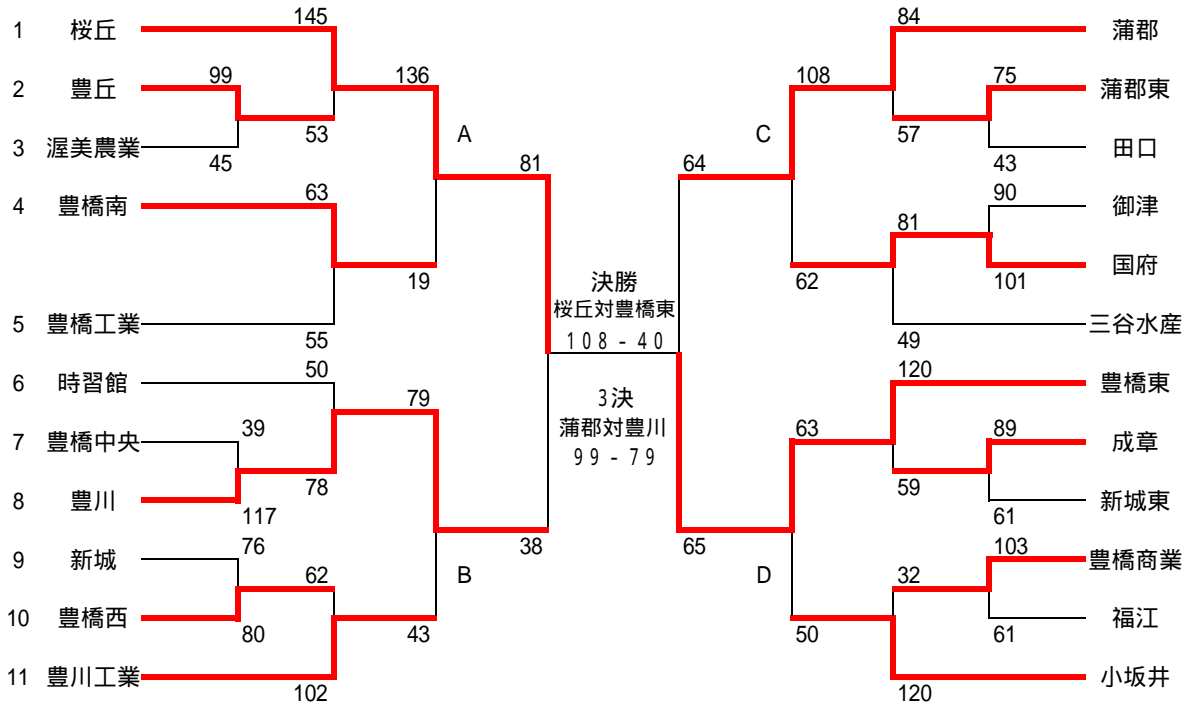 145
84
1 桜丘
蒲郡
99
136
108
75
2 豊丘
蒲郡東
53
A
C
57
3 渥美農業
田口
45
81
64
43
63
90
4 豊橋南
御津
81
19
決勝
62
101
国府
桜丘対豊橋東
5 豊橋工業
三谷水産
108-40
55
49
50
120
6 時習館
豊橋東
79
3決
39
蒲郡対豊川
63
89
7 豊橋中央
成章
99-79
78
59
8 豊川
新城東
117
61
76
38
65
103
9 新城
豊橋商業
62
B
D
32
10 豊橋西
福江
80
43
50
61
11 豊川工業
小坂井
102
120